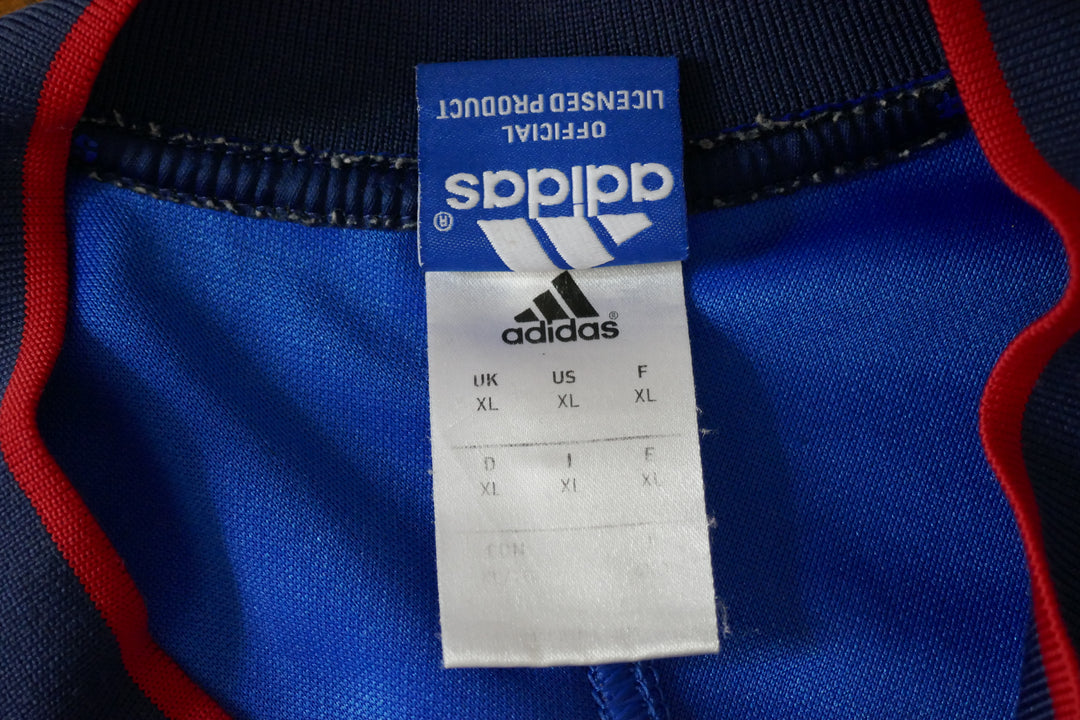 OFFICIAL
LICENSED PRODUCT
adidas®
adidas®
UK US F
XL XL XL
D I E
XL XL XL